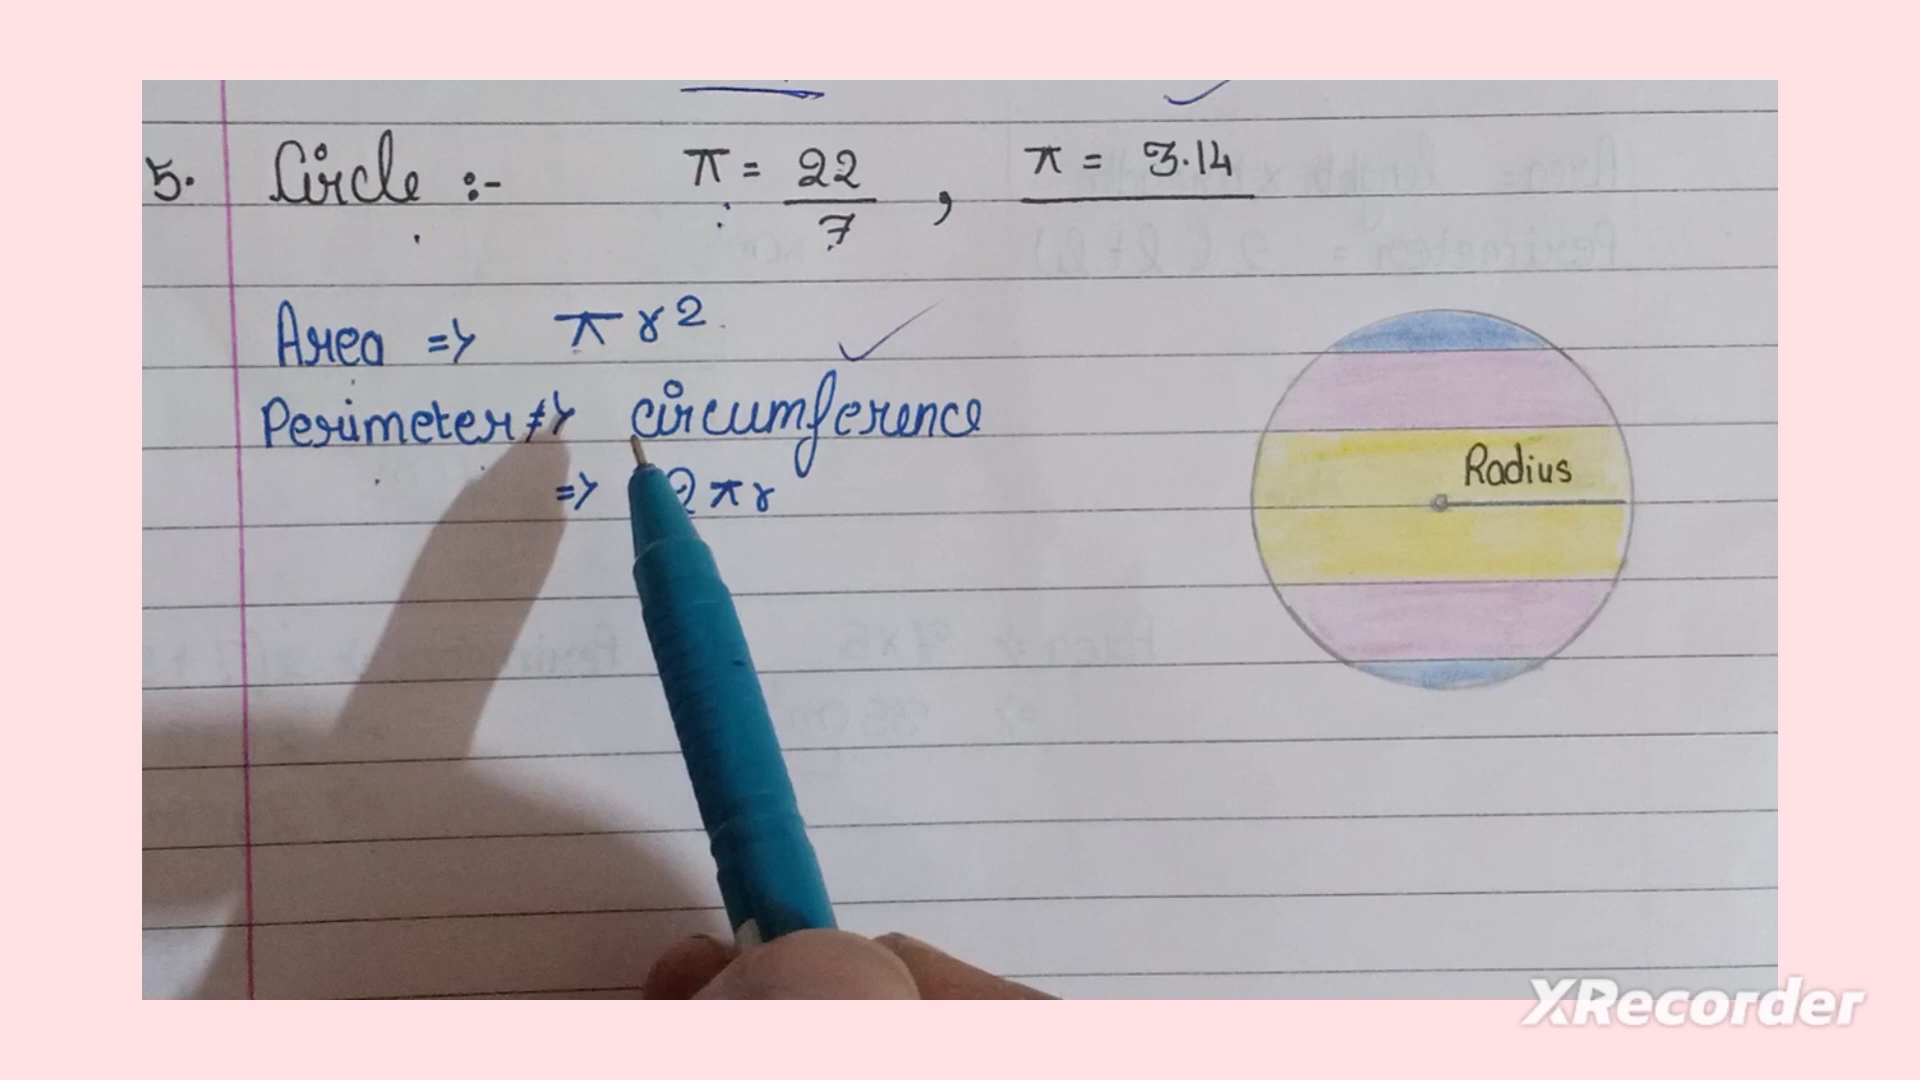 5. Circle :- π = 22/7 , π = 3.14
Area => πr2
Perimeter => circumference
=> 2πr
Radius
XRecorder